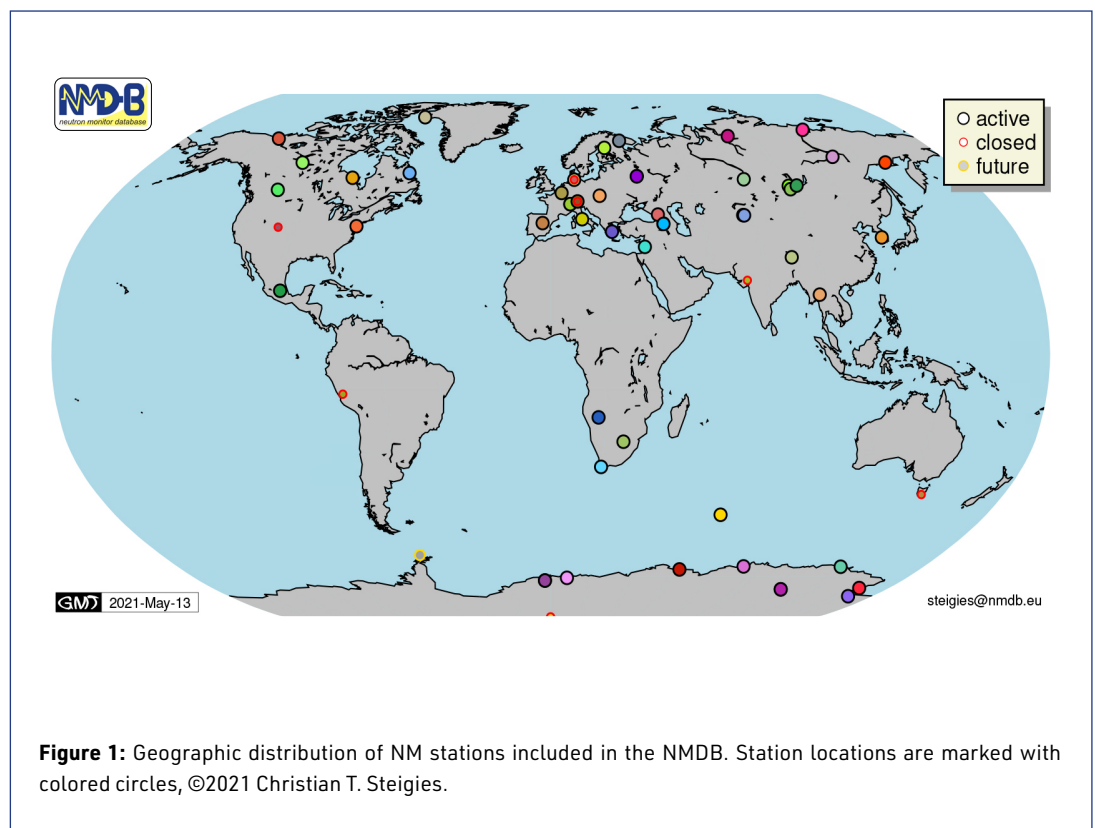 NMDB
neutron monitor database
active
closed
future
GMT 2021-May-13
steigies@nmdb.eu
Figure 1: Geographic distribution of NM stations included in the NMDB. Station locations are marked with
colored circles, ©2021 Christian T. Steigies.